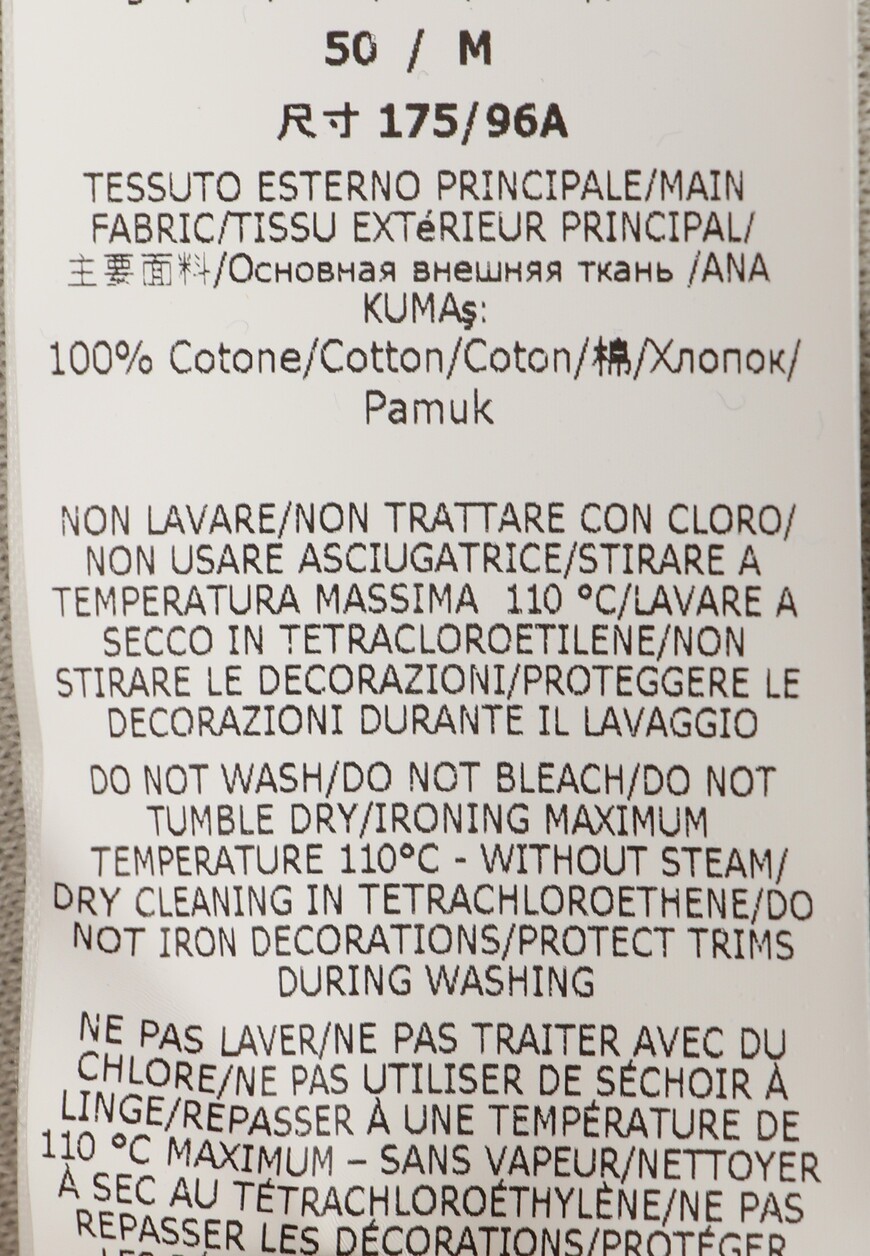 50 / M
尺寸 175/96A
TESSUTO ESTERNO PRINCIPALE/MAIN
FABRIC/TISSU EXTéRIEUR PRINCIPAL/
主要面料/Основная внешняя ткань /ANA
KUMAş:
100% Cotone/Cotton/Coton/棉/Хлопок/
Pamuk
NON LAVARE/NON TRATTARE CON CLORO/
NON USARE ASCIUGATRICE/STIRARE A
TEMPERATURA MASSIMA 110 °C/LAVARE A
SECCO IN TETRACLOROETILENE/NON
STIRARE LE DECORAZIONI/PROTEGGERE LE
DECORAZIONI DURANTE IL LAVAGGIO
DO NOT WASH/DO NOT BLEACH/DO NOT
TUMBLE DRY/IRONING MAXIMUM
TEMPERATURE 110°C - WITHOUT STEAM/
DRY CLEANING IN TETRACHLOROETHENE/DO
NOT IRON DECORATIONS/PROTECT TRIMS
DURING WASHING
NE PAS LAVER/NE PAS TRAITER AVEC DU
CHLORE/NE PAS UTILISER DE SÉCHOIR À
LINGE/REPASSER À UNE TEMPÉRATURE DE
110 °C MAXIMUM – SANS VAPEUR/NETTOYER
À SEC AU TÉTRACHLOROÉTHYLÈNE/NE PAS
REPASSER LES DÉCORATIONS/PROTÉGER